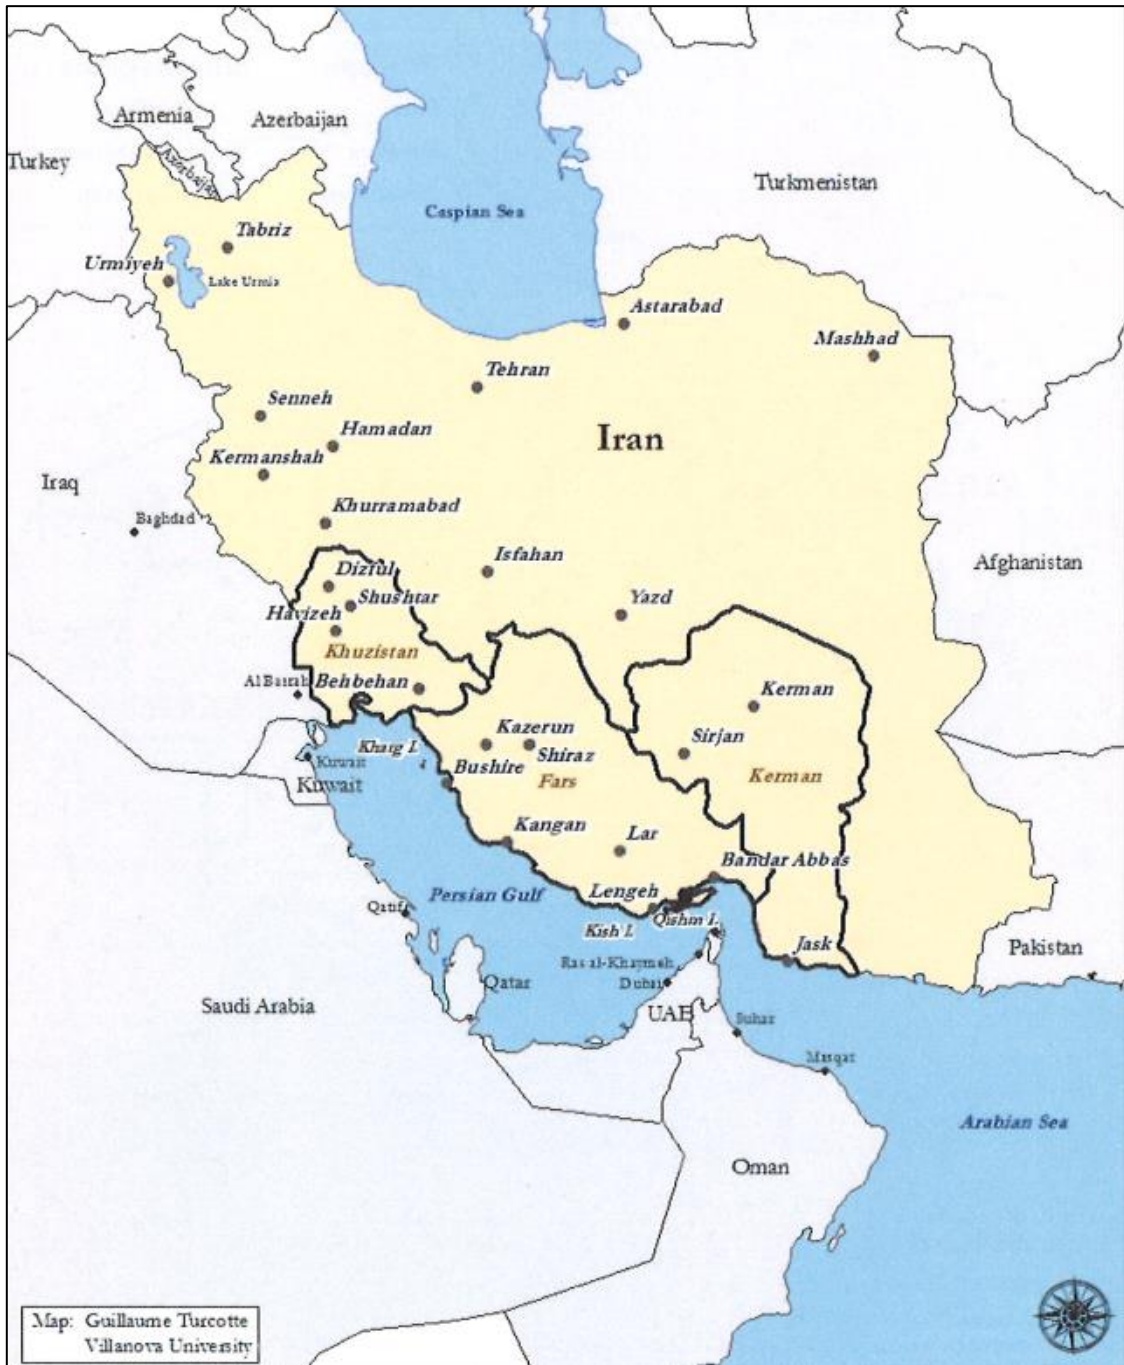 Armenia
Azerbaijan
Turkey
Azerbaijan
Turkmenistan
Caspian Sea
Tabriz
Urmiyeh
Lake Urmia
Astarabad
Mashhad
Tehran
Senneh
Hamadan
Iran
Kermanshah
Iraq
Khurramabad
Baghdad
Isfahan
Afghanistan
Dizful
Shushtar
Yazd
Havizeh
Khuzistan
Al Basrah
Behbehan
Kerman
Kazerun
Sirjan
Kharg I.
Shiraz
Kuwait
Bushire
Fars
Kerman
Kuwait
Kangan
Lar
Bandar Abbas
Persian Gulf
Lengeh
Qatif
Kish I.
Qishm I.
Jask
Pakistan
Ras al-Khaymeh
Qatar
Dubai
Saudi Arabia
UAE
Suhar
Masqat
Arabian Sea
Oman
Map: Guillaume Turcotte
Villanova University